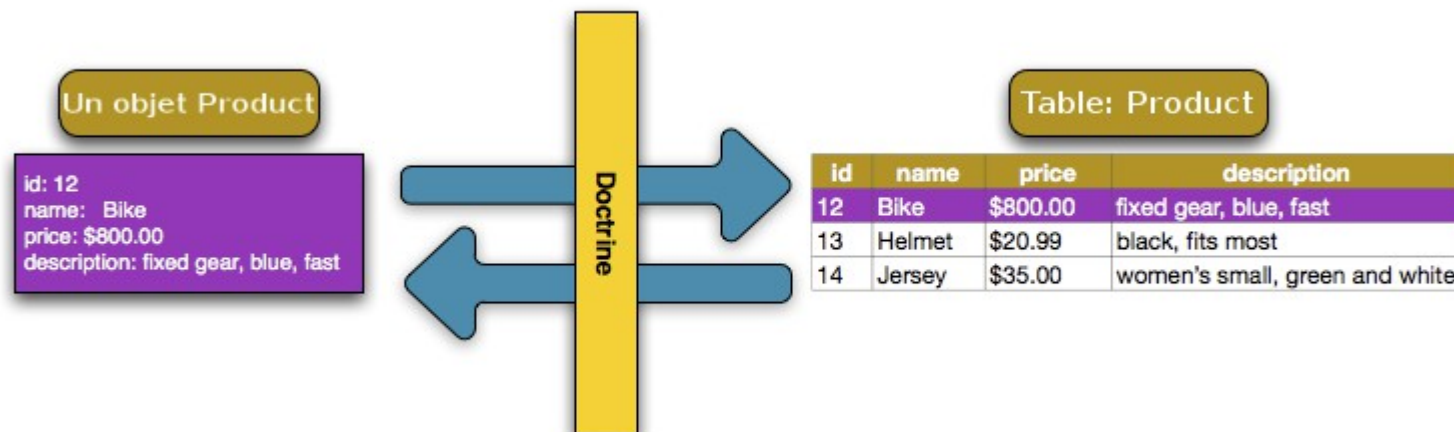 Un objet Product
id: 12
name: Bike
price: $800.00
description: fixed gear, blue, fast
Doctrine
Table: Product
id name price description
12 Bike $800.00 fixed gear, blue, fast
13 Helmet $20.99 black, fits most
14 Jersey $35.00 women's small, green and white